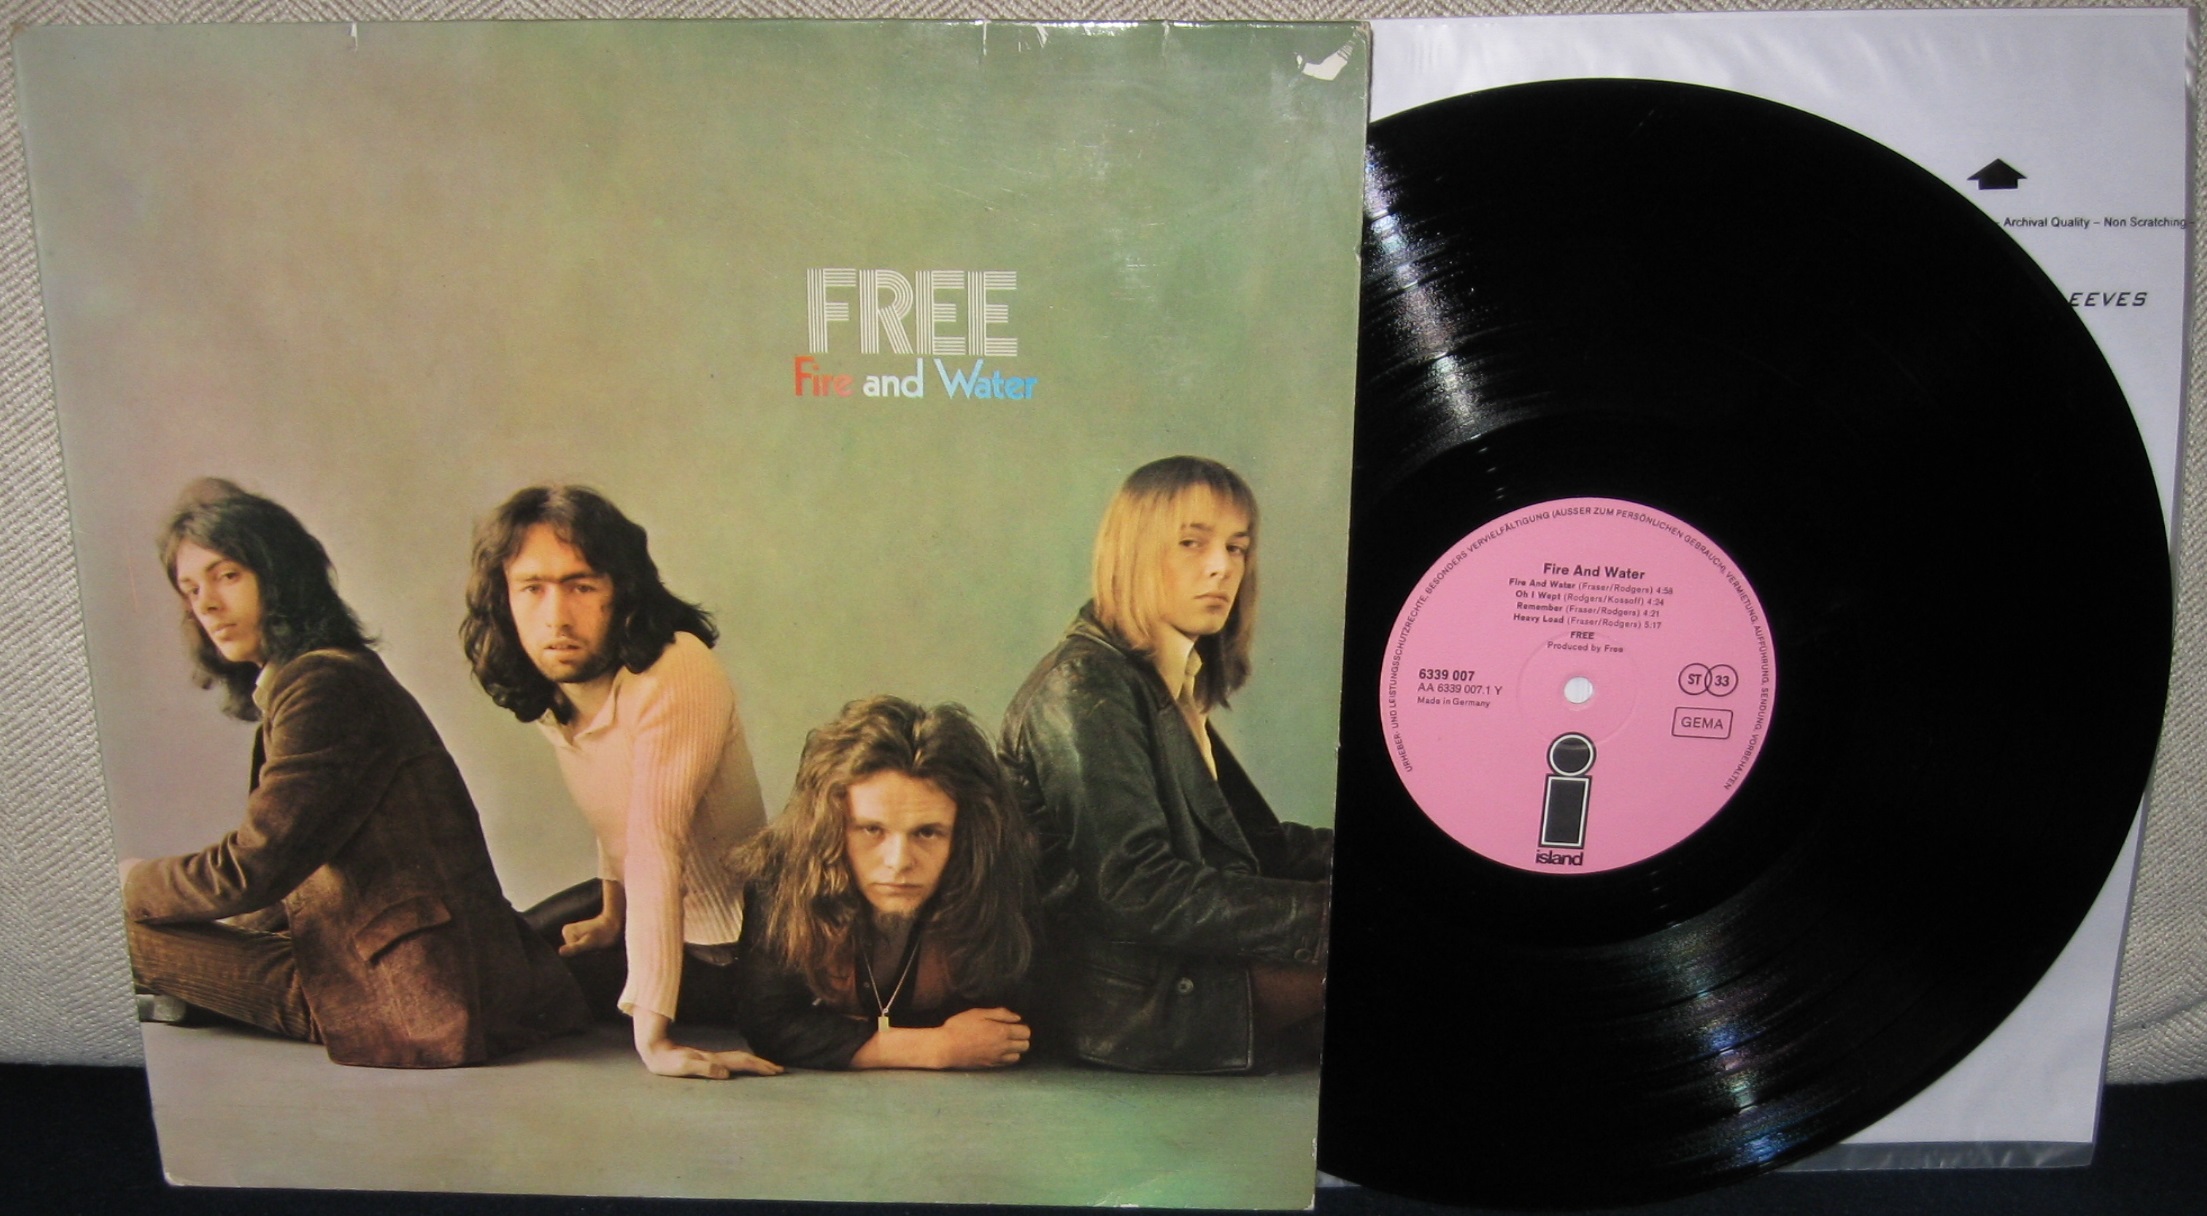 FREE
Fire and Water
– Archival Quality – Non Scratching –
EEVES
URHEBER- UND LEISTUNGSSCHUTZRECHTE, BESONDERS VERVIELFÄLTIGUNG (AUSSER ZUM PERSÖNLICHEN GEBRAUCH), VERMIETUNG, AUFFÜHRUNG, SENDUNG, VORBEHALTEN
Fire And Water
Fire And Water (Fraser/Rodgers) 4:58
Oh I Wept (Rodgers/Kossoff) 4:24
Remember (Fraser/Rodgers) 4:21
Heavy Load (Fraser/Rodgers) 5:17
FREE
Produced by Free
6339 007
AA 6339 007.1 Y
Made in Germany
ST 33
GEMA
island